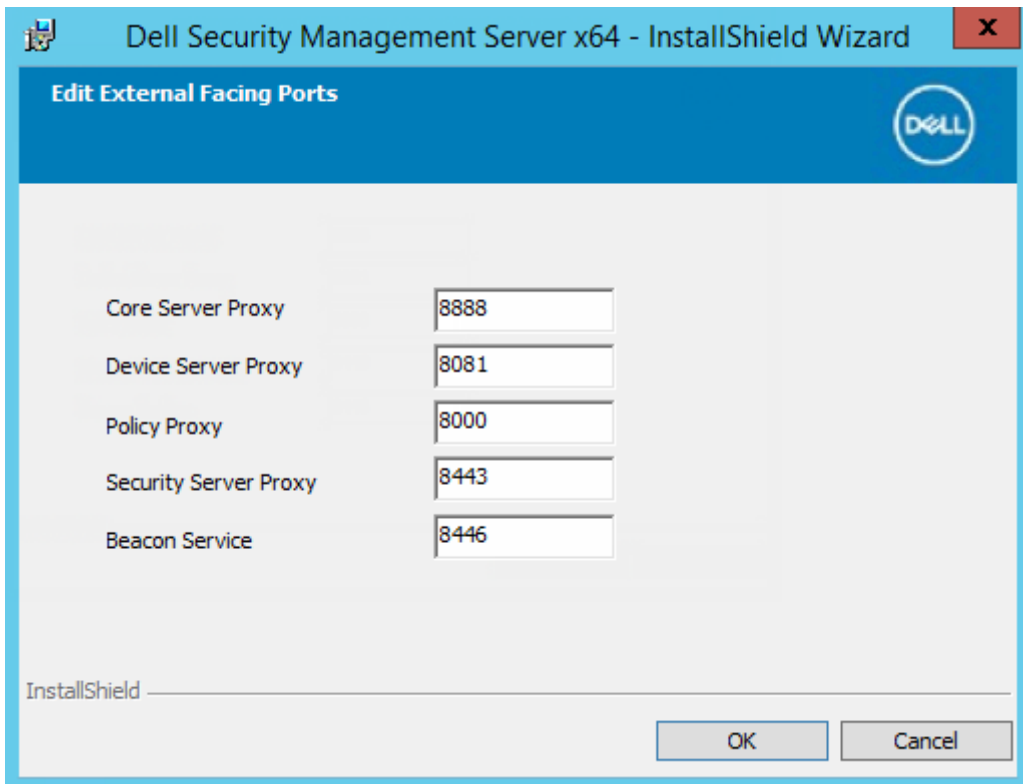 Dell Security Management Server x64 - InstallShield Wizard
x
Edit External Facing Ports
DELL
Core Server Proxy 8888
Device Server Proxy 8081
Policy Proxy 8000
Security Server Proxy 8443
Beacon Service 8446
InstallShield
OK Cancel